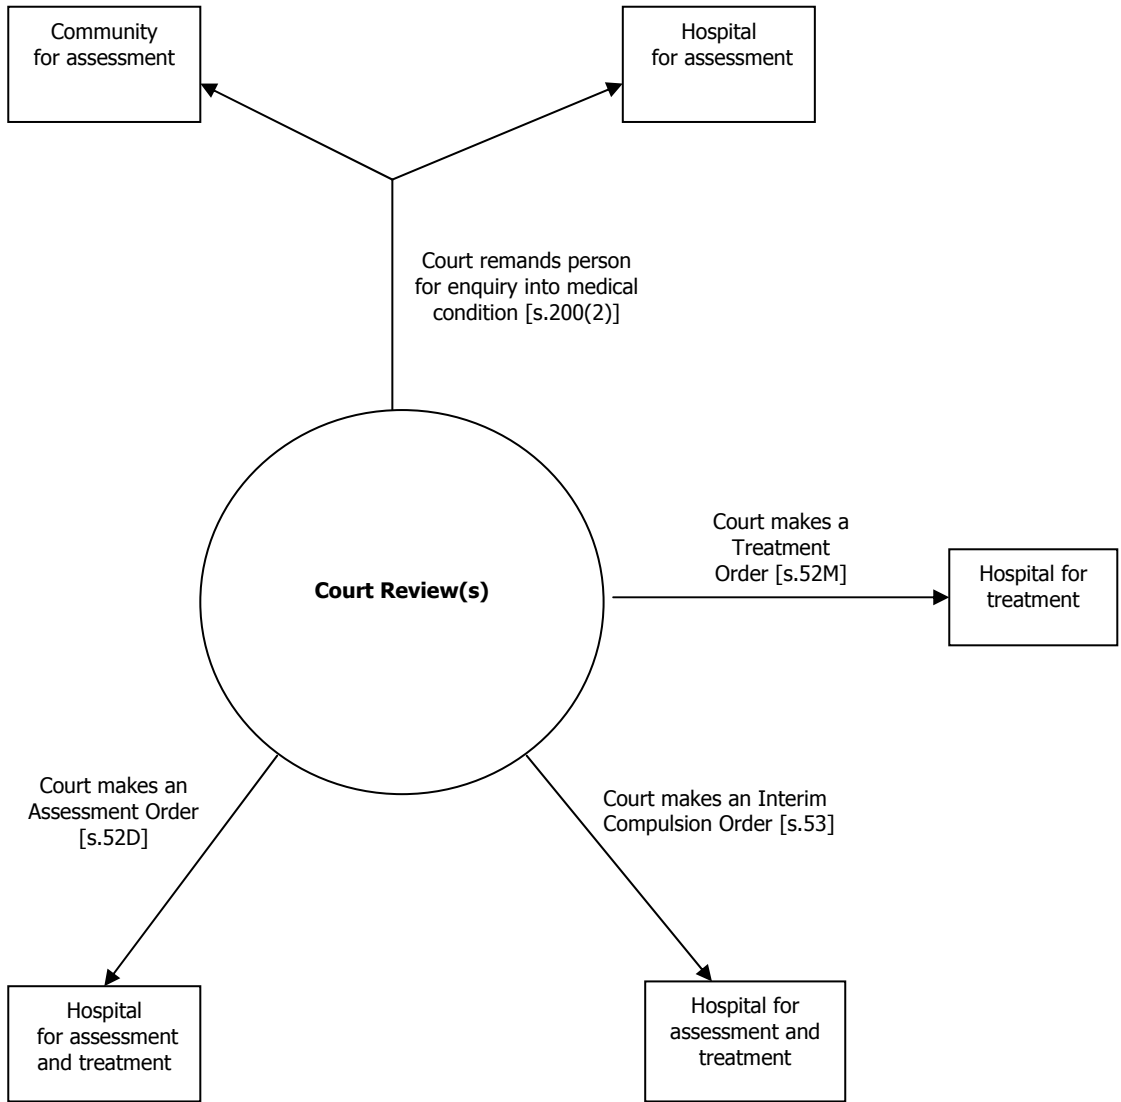 Community
for assessment
Hospital
for assessment
Court remands person
for enquiry into medical
condition [s.200(2)]
Court makes a
Treatment
Order [s.52M]
Court Review(s)
Hospital for
treatment
Court makes an
Assessment Order
[s.52D]
Court makes an Interim
Compulsion Order [s.53]
Hospital
for assessment
and treatment
Hospital for
assessment and
treatment